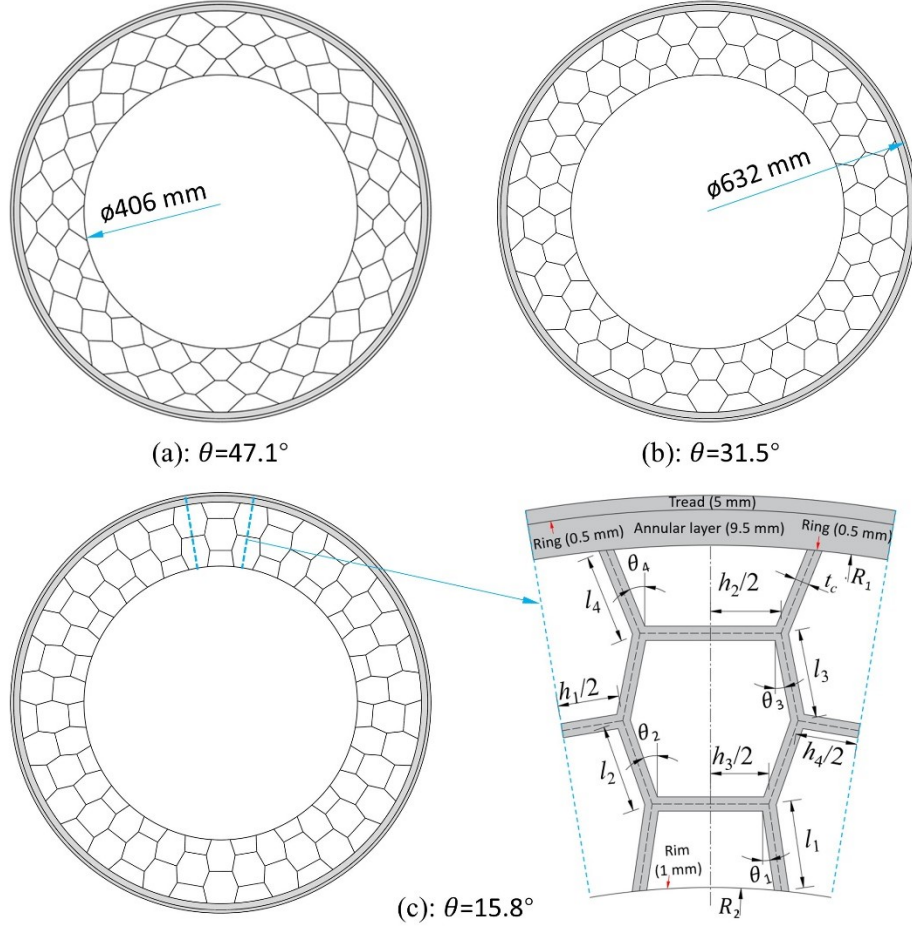 ø406 mm
ø632 mm
(a): θ=47.1°
(b): θ=31.5°
Tread (5 mm)
Annular layer (9.5 mm)
Ring (0.5 mm)
Ring (0.5 mm)
θ4
h2/2
tc
R1
l4
l3
h1/2
θ3
θ2
h3/2
h4/2
l2
l1
Rim
(1 mm)
θ1
R2
(c): θ=15.8°